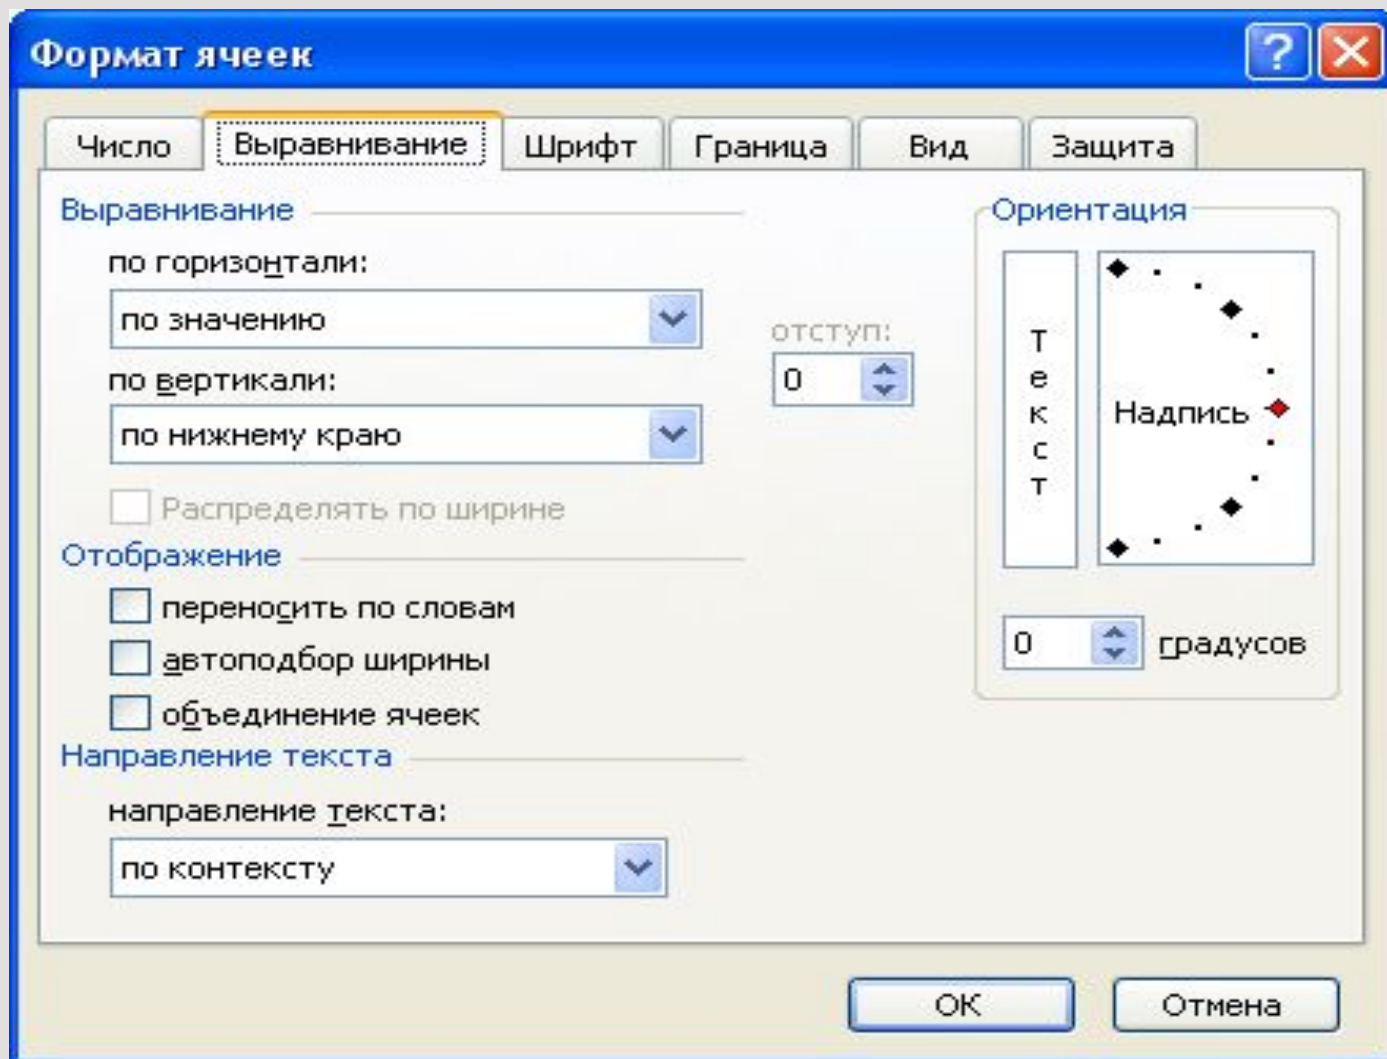 Формат ячеек
Число Выравнивание Шрифт Граница Вид Защита
Выравнивание
по горизонтали:
по значению
отступ:
0
по вертикали:
по нижнему краю
Распределять по ширине
Отображение
переносить по словам
автоподбор ширины
объединение ячеек
Направление текста
направление текста:
по контексту
Ориентация
Текст
Надпись
0 градусов
ОК Отмена